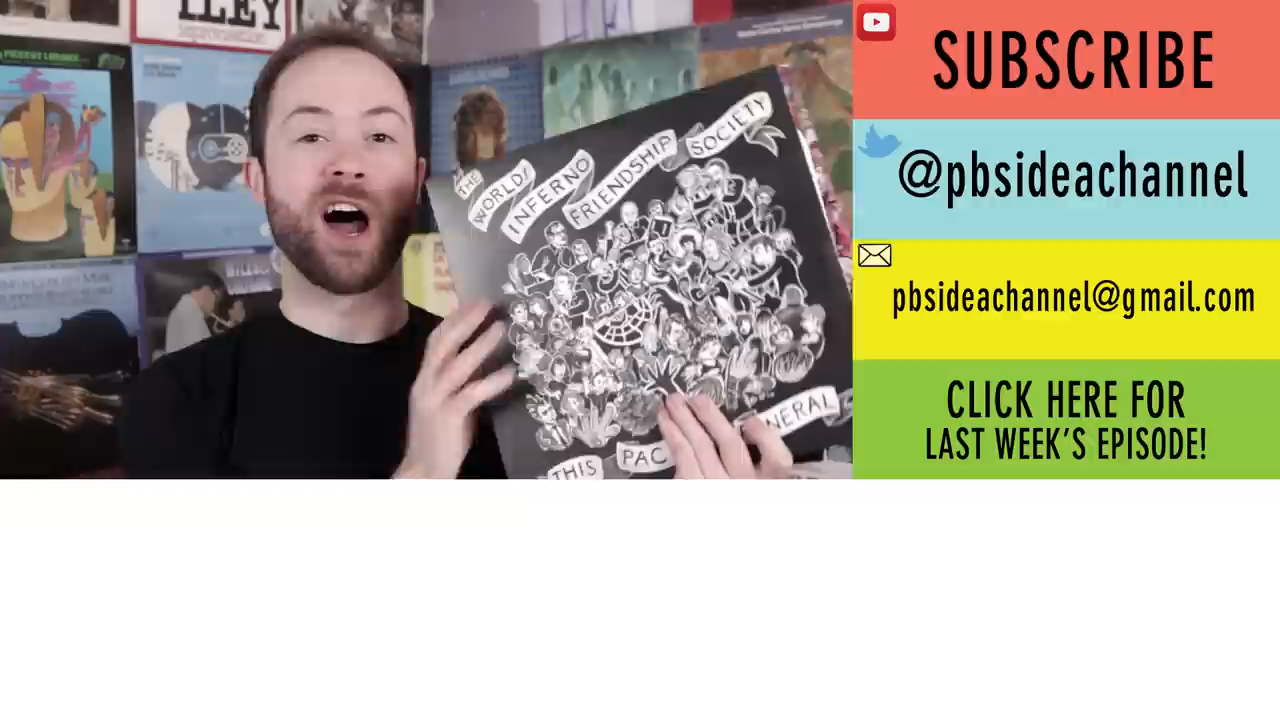 THE
WORLD/
INFERNO
FRIENDSHIP
SOCIETY
THIS PAC
NERAL
SUBSCRIBE
@pbsideachannel
pbsideachannel@gmail.com
CLICK HERE FOR
LAST WEEK'S EPISODE!